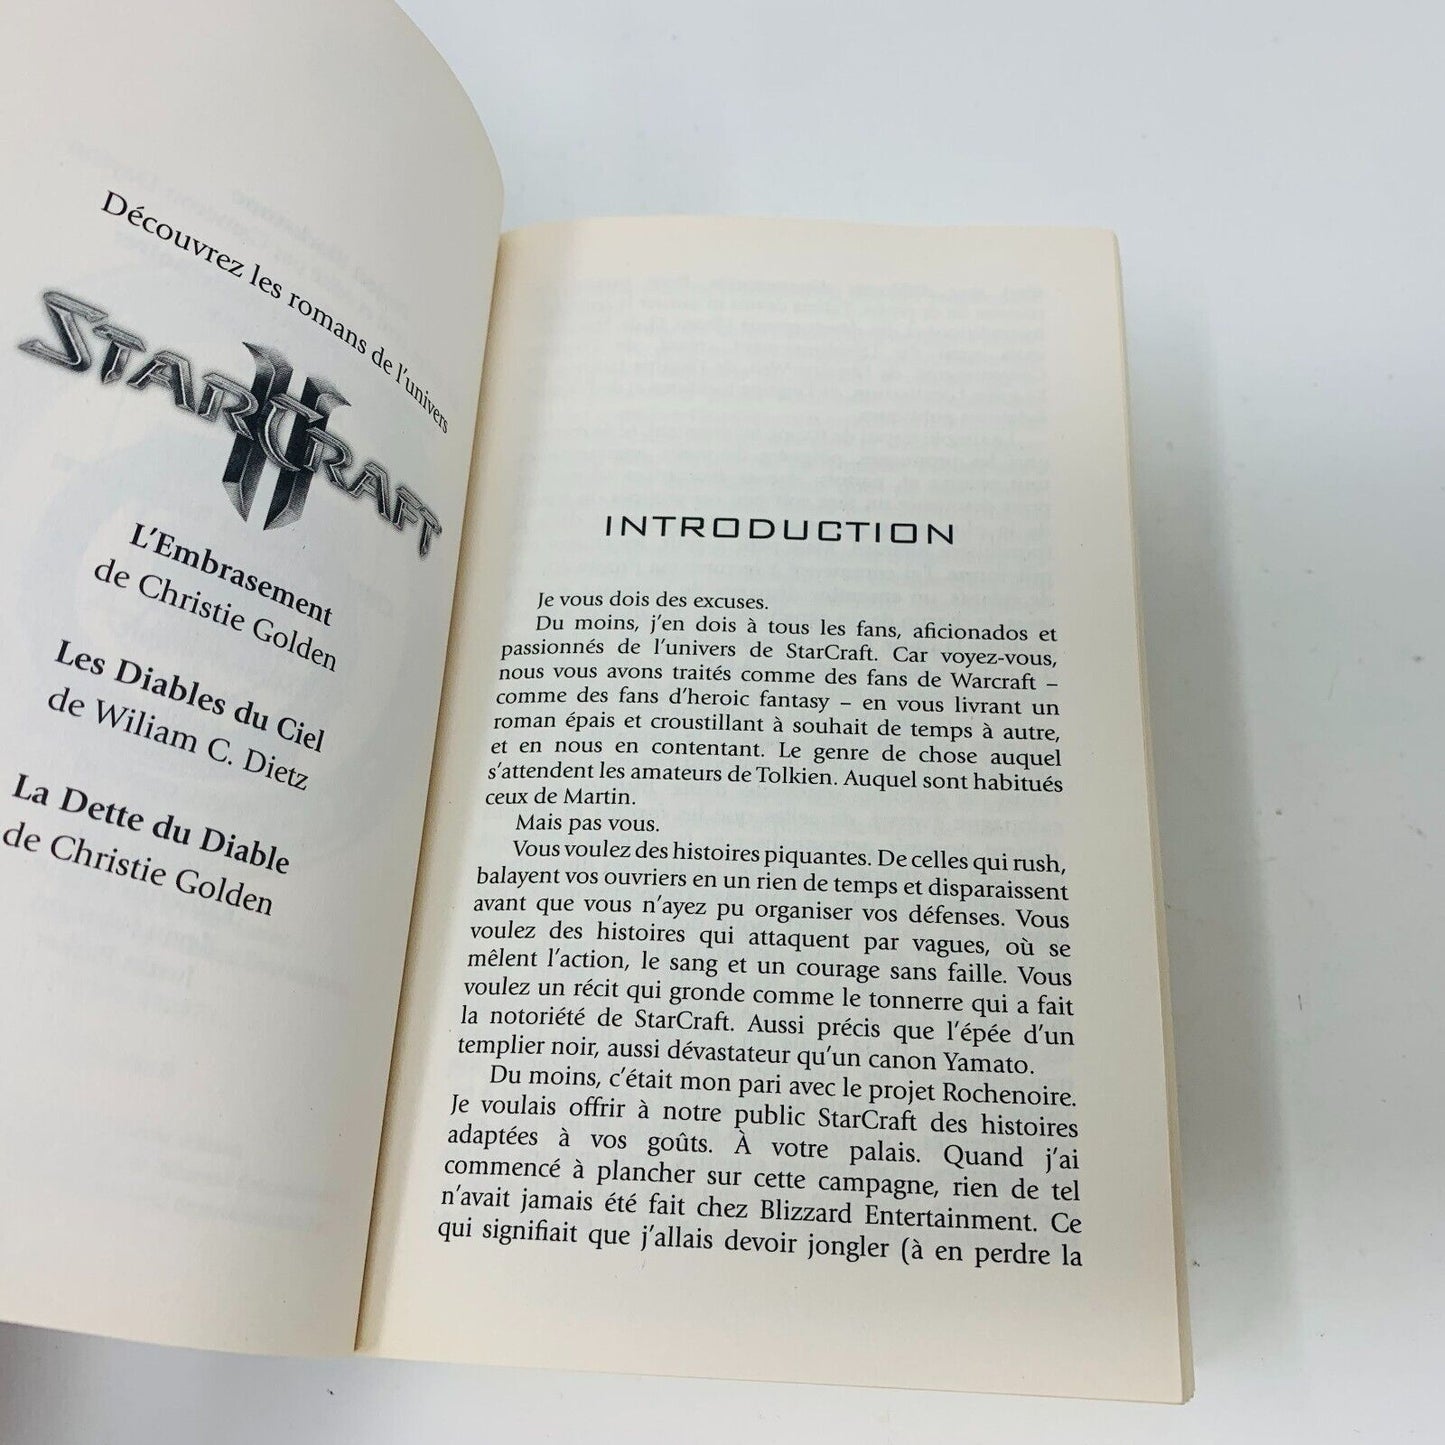 Découvrez les romans de l'univers
STARCRAFT II
L'Embrasement
de Christie Golden
Les Diables du Ciel
de Wiliam C. Dietz
La Dette du Diable
de Christie Golden
INTRODUCTION
Je vous dois des excuses.
Du moins, j'en dois à tous les fans, aficionados et
passionnés de l'univers de StarCraft. Car voyez-vous,
nous vous avons traités comme des fans de Warcraft –
comme des fans d'heroic fantasy – en vous livrant un
roman épais et croustillant à souhait de temps à autre,
et en nous en contentant. Le genre de chose auquel
s'attendent les amateurs de Tolkien. Auquel sont habitués
ceux de Martin.
Mais pas vous.
Vous voulez des histoires piquantes. De celles qui rush,
balayent vos ouvriers en un rien de temps et disparaissent
avant que vous n'ayez pu organiser vos défenses. Vous
voulez des histoires qui attaquent par vagues, où se
mêlent l'action, le sang et un courage sans faille. Vous
voulez un récit qui gronde comme le tonnerre qui a fait
la notoriété de StarCraft. Aussi précis que l'épée d'un
templier noir, aussi dévastateur qu'un canon Yamato.
Du moins, c'était mon pari avec le projet Rochenoire.
Je voulais offrir à notre public StarCraft des histoires
adaptées à vos goûts. À votre palais. Quand j'ai
commencé à plancher sur cette campagne, rien de tel
n'avait jamais été fait chez Blizzard Entertainment. Ce
qui signifiait que j'allais devoir jongler (à en perdre la